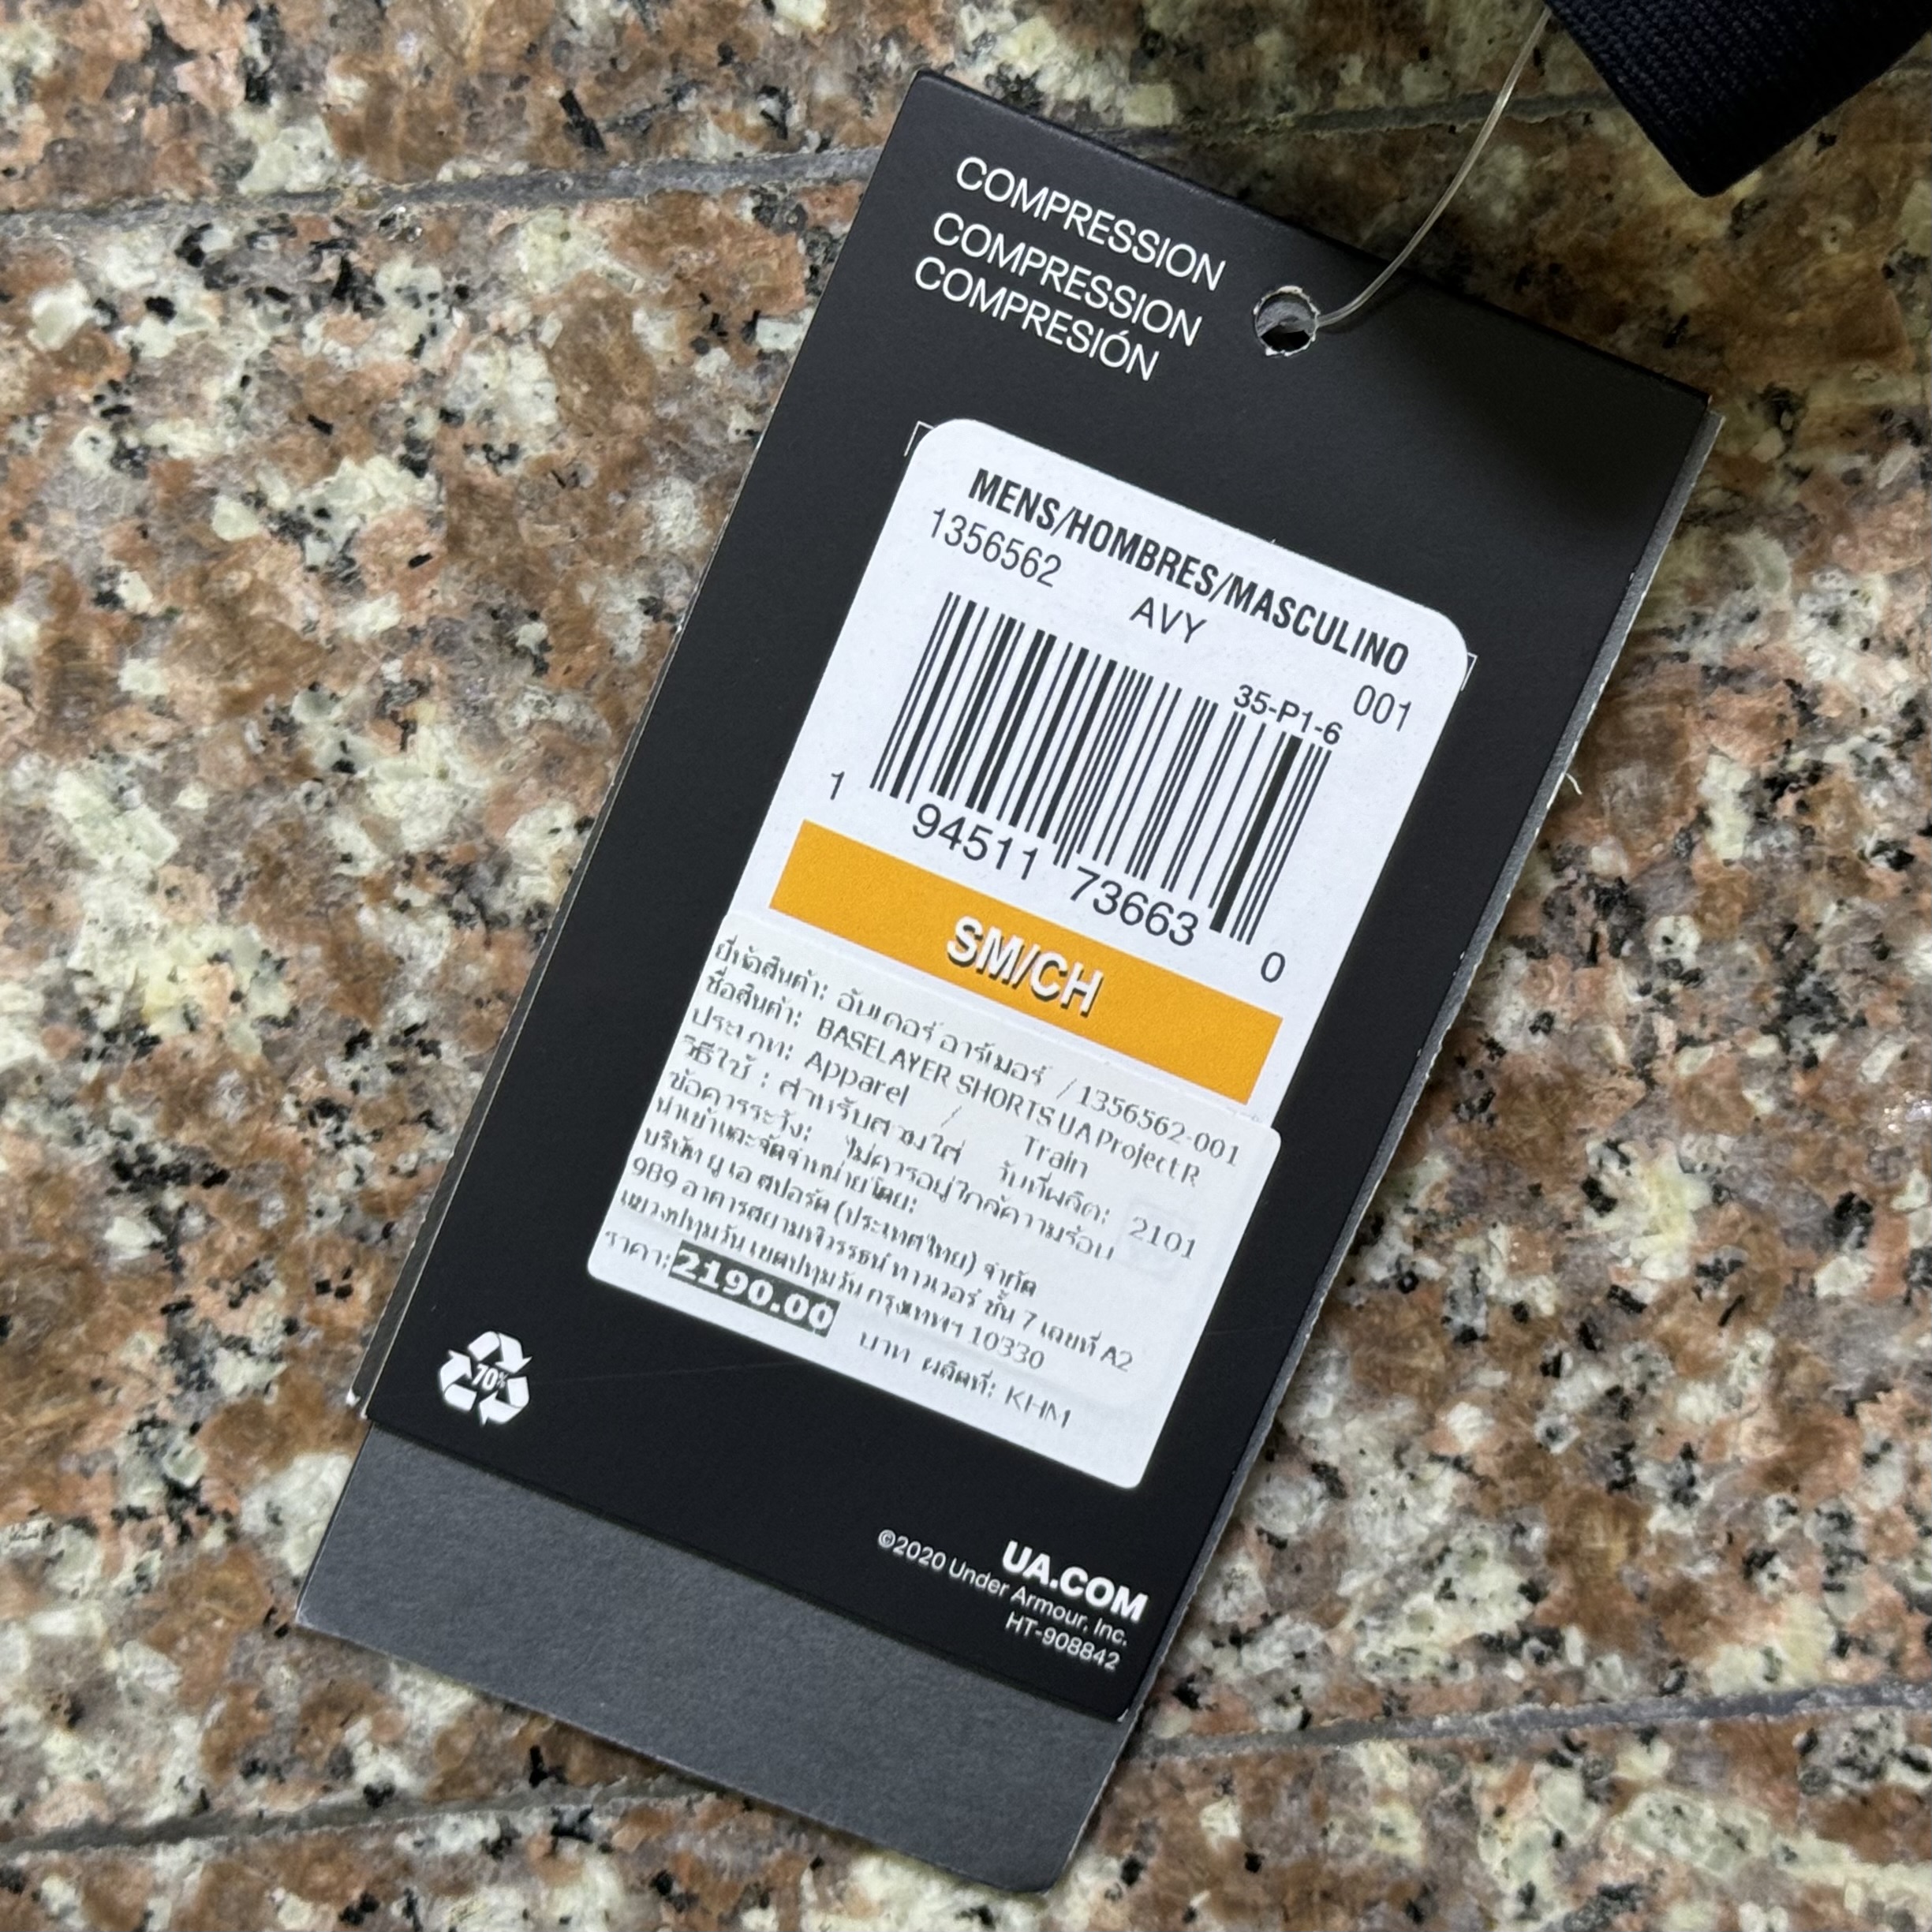 COMPRESSION
COMPRESSION
COMPRESIÓN
MENS/HOMBRES/MASCULINO
1356562 AVY 001
35-P1-6
1 94511 73663 0
SM/CH
ยี่ห้อสินค้า: อันเดอร์ อาร์เมอร์ / 1356562-001
ชื่อสินค้า: BASELAYER SHORTS UA Project R
ประเภท: Apparel / Train
วิธีใช้ : สำหรับสวมใส่ วันที่ผลิต: 2101
ข้อควรระวัง: ไม่ควรอยู่ใกล้ความร้อน
นำเข้าและจัดจำหน่ายโดย:
บริษัท ยู เอ สปอร์ต (ประเทศไทย) จำกัด
989 อาคารสยามพิวรรธน์ ทาวเวอร์ ชั้น 7 เลขที่ A2
แขวงปทุมวัน เขตปทุมวัน กรุงเทพฯ 10330
ราคา: 2190.00 บาท ผลิตที่: KHM
70%
UA.COM
©2020 Under Armour, Inc.
HT-908842